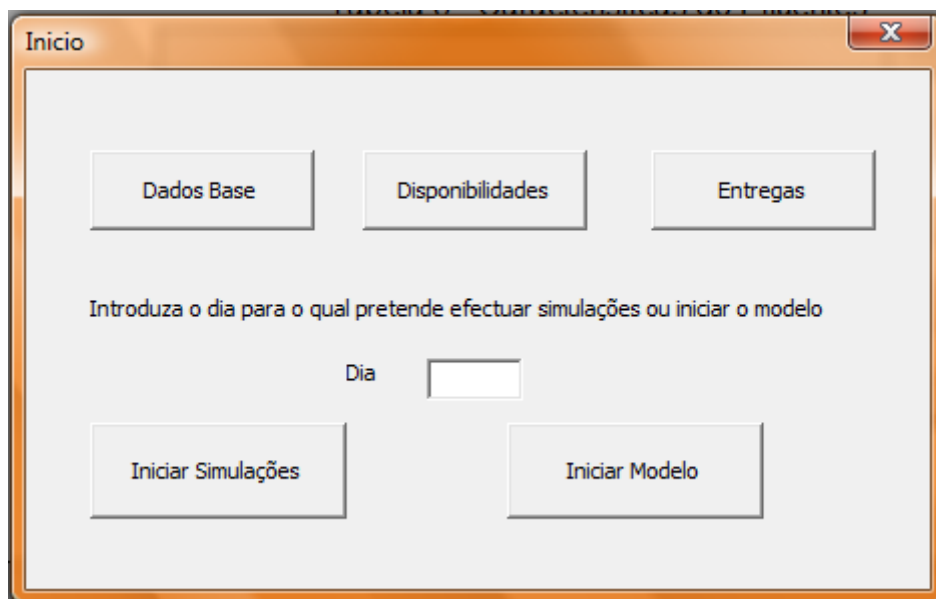 Inicio
Dados Base
Disponibilidades
Entregas
Introduza o dia para o qual pretende efectuar simulações ou iniciar o modelo
Dia
Iniciar Simulações
Iniciar Modelo